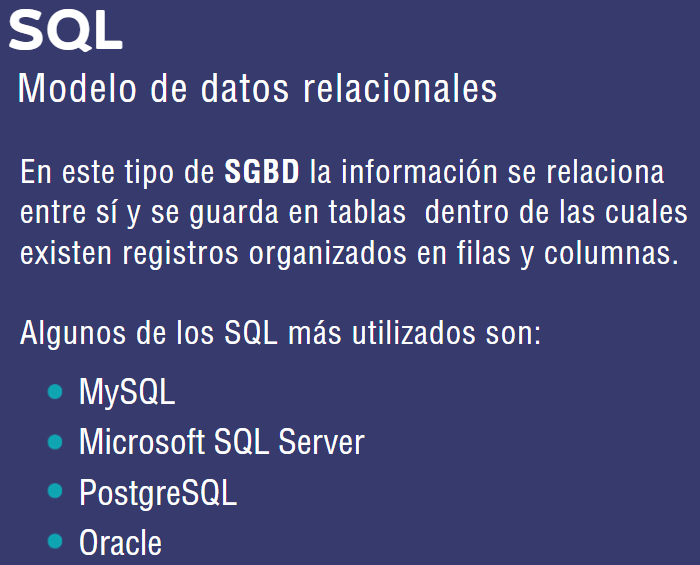 SQL
Modelo de datos relacionales
En este tipo de SGBD la información se relaciona
entre sí y se guarda en tablas dentro de las cuales
existen registros organizados en filas y columnas.
Algunos de los SQL más utilizados son:
MySQL
Microsoft SQL Server
PostgreSQL
Oracle